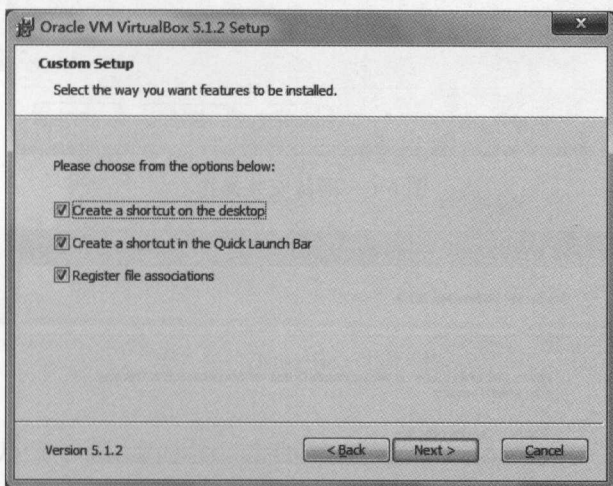 Oracle VM VirtualBox 5.1.2 Setup
Custom Setup
Select the way you want features to be installed.
Please choose from the options below:
Create a shortcut on the desktop
Create a shortcut in the Quick Launch Bar
Register file associations
Version 5.1.2
< Back
Next >
Cancel